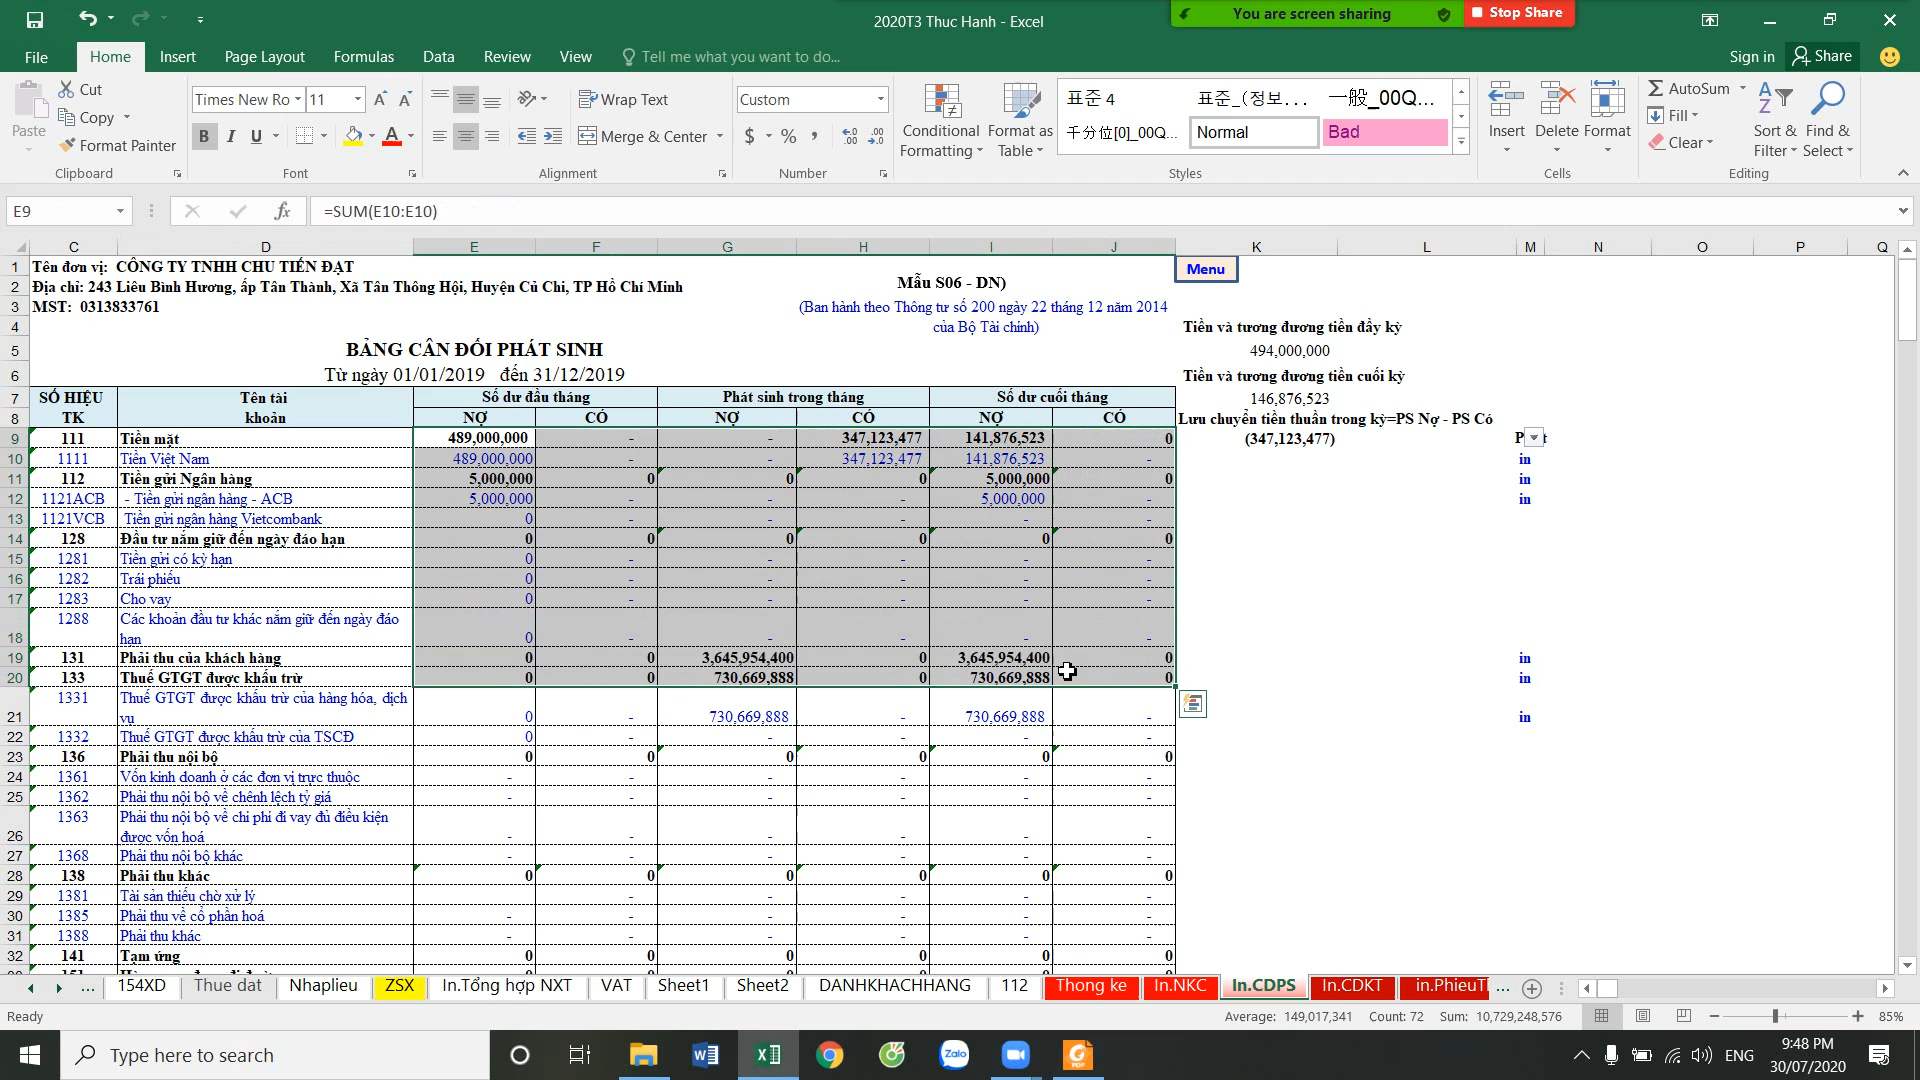 2020T3 Thuc Hanh - Excel
You are screen sharing
Stop Share
File Home Insert Page Layout Formulas Data Review View Tell me what you want to do... Sign in Share
Paste Cut Copy Format Painter Clipboard
Times New Ro 11 B I U Font
Wrap Text Merge & Center Alignment
Custom $ % , Number
Conditional Formatting Format as Table
표준 4 표준_(정보... 一般_00Q...
千分位[0]_00Q... Normal Bad
Styles
Insert Delete Format Cells
AutoSum Fill Clear Sort & Filter Find & Select Editing
E9 fx =SUM(E10:E10)
C D E F G H I J K L M N O P Q
1 Tên đơn vị: CÔNG TY TNHH CHU TIẾN ĐẠT Menu
2 Địa chỉ: 243 Liêu Bình Hương, ấp Tân Thành, Xã Tân Thông Hội, Huyện Củ Chi, TP Hồ Chí Minh Mẫu S06 - DN)
3 MST: 0313833761 (Ban hành theo Thông tư số 200 ngày 22 tháng 12 năm 2014
4 của Bộ Tài chính) Tiền và tương đương tiền đầy kỳ
5 BẢNG CÂN ĐỐI PHÁT SINH 494,000,000
6 Từ ngày 01/01/2019 đến 31/12/2019 Tiền và tương đương tiền cuối kỳ
7 SỐ HIỆU Tên tài Số dư đầu tháng Phát sinh trong tháng Số dư cuối tháng 146,876,523
8 TK khoản NỢ CÓ NỢ CÓ NỢ CÓ Lưu chuyển tiền thuần trong kỳ=PS Nợ - PS Có
9 111 Tiền mặt 489,000,000 - - 347,123,477 141,876,523 0 (347,123,477) P t
10 1111 Tiền Việt Nam 489,000,000 - - 347,123,477 141,876,523 - in
11 112 Tiền gửi Ngân hàng 5,000,000 0 0 0 5,000,000 0 in
12 1121ACB - Tiền gửi ngân hàng - ACB 5,000,000 - - - 5,000,000 - in
13 1121VCB Tiền gửi ngân hàng Vietcombank 0 - - - - -
14 128 Đầu tư nắm giữ đến ngày đáo hạn 0 0 0 0 0 0
15 1281 Tiền gửi có kỳ hạn 0 - - - - -
16 1282 Trái phiếu 0 - - - - -
17 1283 Cho vay 0 - - - - -
1288 Các khoản đầu tư khác nắm giữ đến ngày đáo
18 hạn 0 - - - - -
19 131 Phải thu của khách hàng 0 0 3,645,954,400 0 3,645,954,400 0 in
20 133 Thuế GTGT được khấu trừ 0 0 730,669,888 0 730,669,888 0 in
1331 Thuế GTGT được khấu trừ của hàng hóa, dịch
21 vụ 0 - 730,669,888 - 730,669,888 - in
22 1332 Thuế GTGT được khấu trừ của TSCĐ 0 - - - - -
23 136 Phải thu nội bộ 0 0 0 0 0 0
24 1361 Vốn kinh doanh ở các đơn vị trực thuộc - - - - -
25 1362 Phải thu nội bộ về chênh lệch tỷ giá - - - - -
1363 Phải thu nội bộ về chi phí đi vay đủ điều kiện
26 được vốn hoá - - - - -
27 1368 Phải thu nội bộ khác - - - - -
28 138 Phải thu khác 0 0 0 0 0 0
29 1381 Tài sản thiếu chờ xử lý - - - - -
30 1385 Phải thu về cổ phần hoá - - - - - -
31 1388 Phải thu khác - - - - - -
32 141 Tạm ứng 0 0 0 0 0 0
... 154XD Thue dat Nhaplieu ZSX In.Tổng hợp NXT VAT Sheet1 Sheet2 DANHKHACHHANG 112 Thong ke In.NKC In.CDPS In.CDKT in.PhieuT ...
Ready Average: 149,017,341 Count: 72 Sum: 10,729,248,576 85%
Type here to search Zalo ENG 9:48 PM
30/07/2020